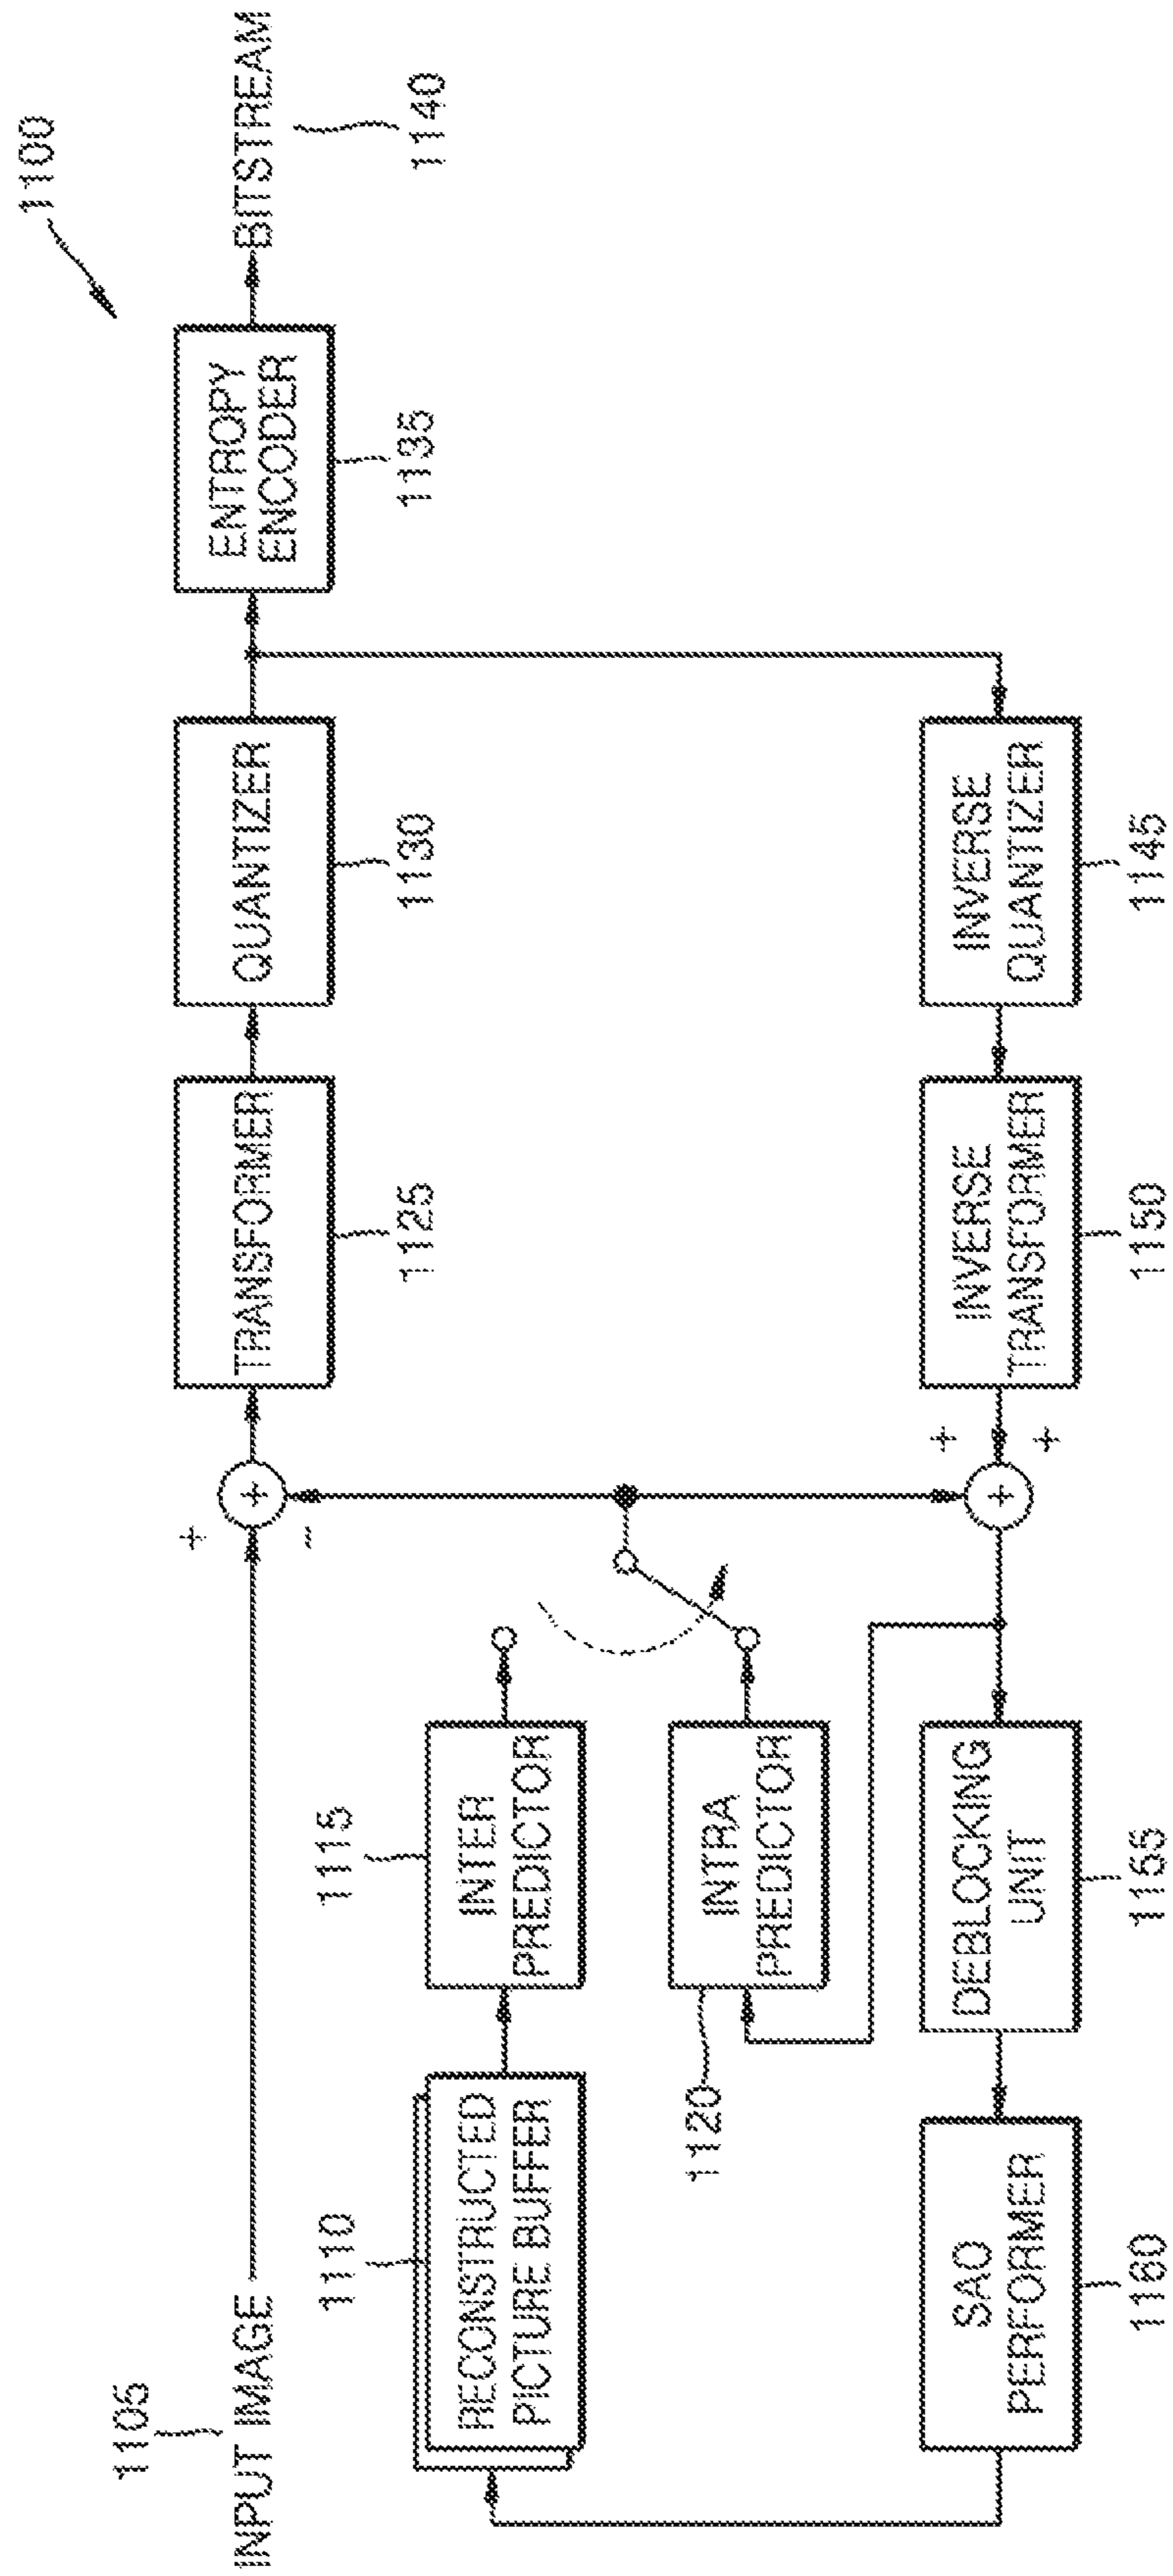 1100
1105
INPUT IMAGE
+
−
+
TRANSFORMER
1125
QUANTIZER
1130
ENTROPY
ENCODER
1135
BITSTREAM
1140
1110
RECONSTRUCTED
PICTURE BUFFER
1115
INTER
PREDICTOR
1120
INTRA
PREDICTOR
SAO
PERFORMER
1160
DEBLOCKING
UNIT
1155
+
+
+
INVERSE
TRANSFORMER
1150
INVERSE
QUANTIZER
1145